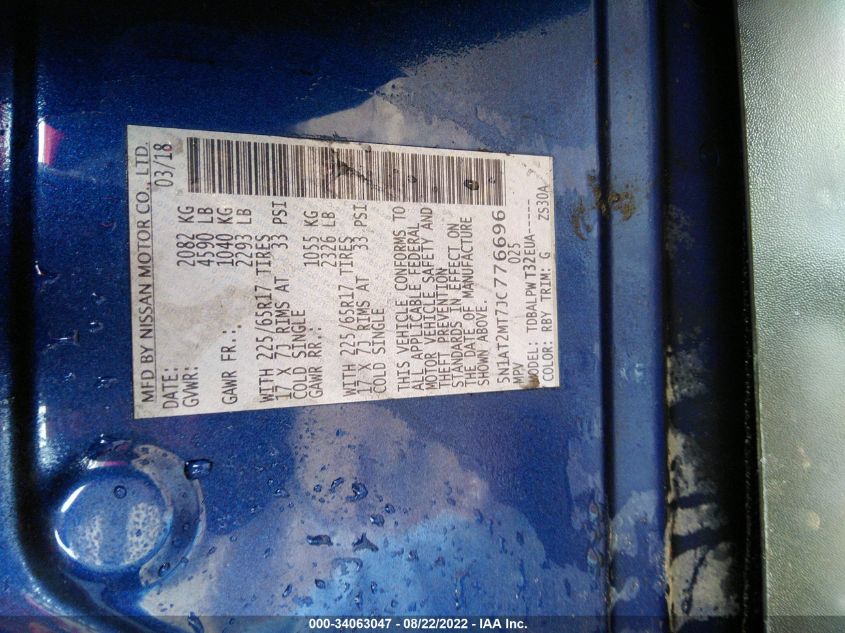 MFD BY NISSAN MOTOR CO., LTD.
DATE: 03/18
GVWR: 2082 KG
4590 LB
GAWR FR.: 1040 KG
2293 LB
WITH 225/65R17 TIRES
17 X 7J RIMS AT 33 PSI
COLD SINGLE
GAWR RR.: 1055 KG
2326 LB
WITH 225/65R17 TIRES
17 X 7J RIMS AT 33 PSI
COLD SINGLE
THIS VEHICLE CONFORMS TO
ALL APPLICABLE FEDERAL
MOTOR VEHICLE SAFETY AND
THEFT PREVENTION
STANDARDS IN EFFECT ON
THE DATE OF MANUFACTURE
SHOWN ABOVE.
5N1AT2MT7JC776696
MPV 025
MODEL: TDBALPWT32EUA-----
COLOR: RBY TRIM: G ZS30A
000-34063047 - 08/22/2022 - IAA Inc.